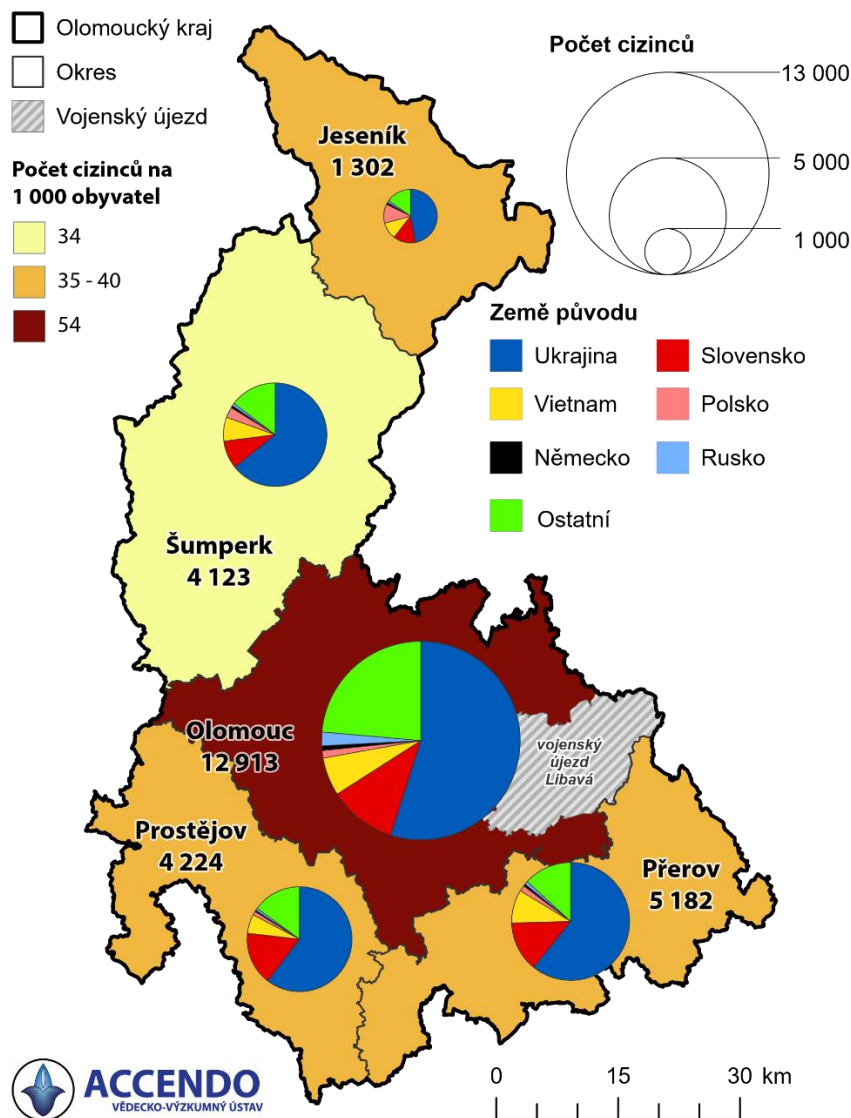 Olomoucký kraj
Okres
Vojenský újezd
Počet cizinců na
1 000 obyvatel
34
35 - 40
54
Počet cizinců
13 000
5 000
1 000
Země původu
Ukrajina
Slovensko
Vietnam
Polsko
Německo
Rusko
Ostatní
Jeseník
1 302
Šumperk
4 123
Olomouc
12 913
vojenský
újezd
Libavá
Prostějov
4 224
Přerov
5 182
ACCENDO
VĚDECKO-VÝZKUMNÝ ÚSTAV
0 15 30 km